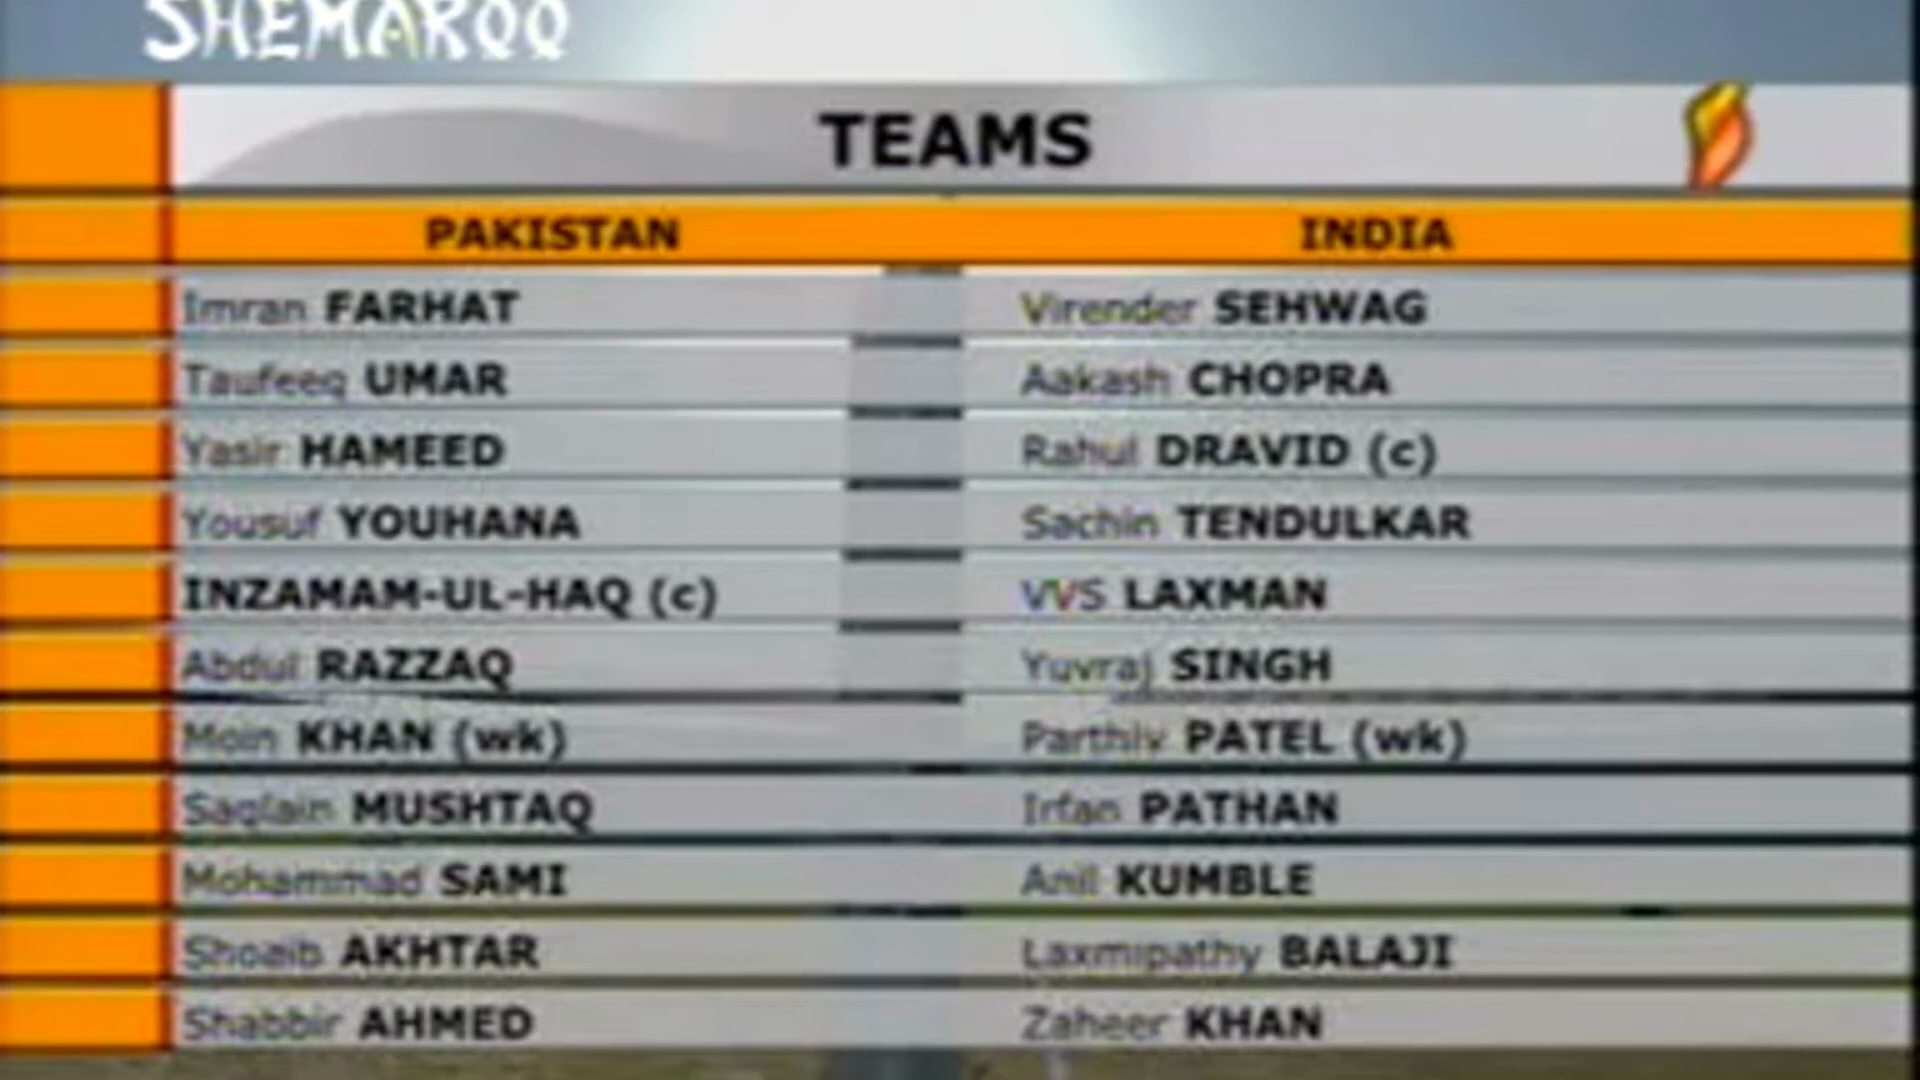 SHEMAROO
TEAMS
PAKISTAN INDIA
Imran FARHAT Virender SEHWAG
Taufeeq UMAR Aakash CHOPRA
Yasir HAMEED Rahul DRAVID (c)
Yousuf YOUHANA Sachin TENDULKAR
INZAMAM-UL-HAQ (c) VVS LAXMAN
Abdul RAZZAQ Yuvraj SINGH
Moin KHAN (wk) Parthiv PATEL (wk)
Saqlain MUSHTAQ Irfan PATHAN
Mohammad SAMI Anil KUMBLE
Shoaib AKHTAR Laxmipathy BALAJI
Shabbir AHMED Zaheer KHAN